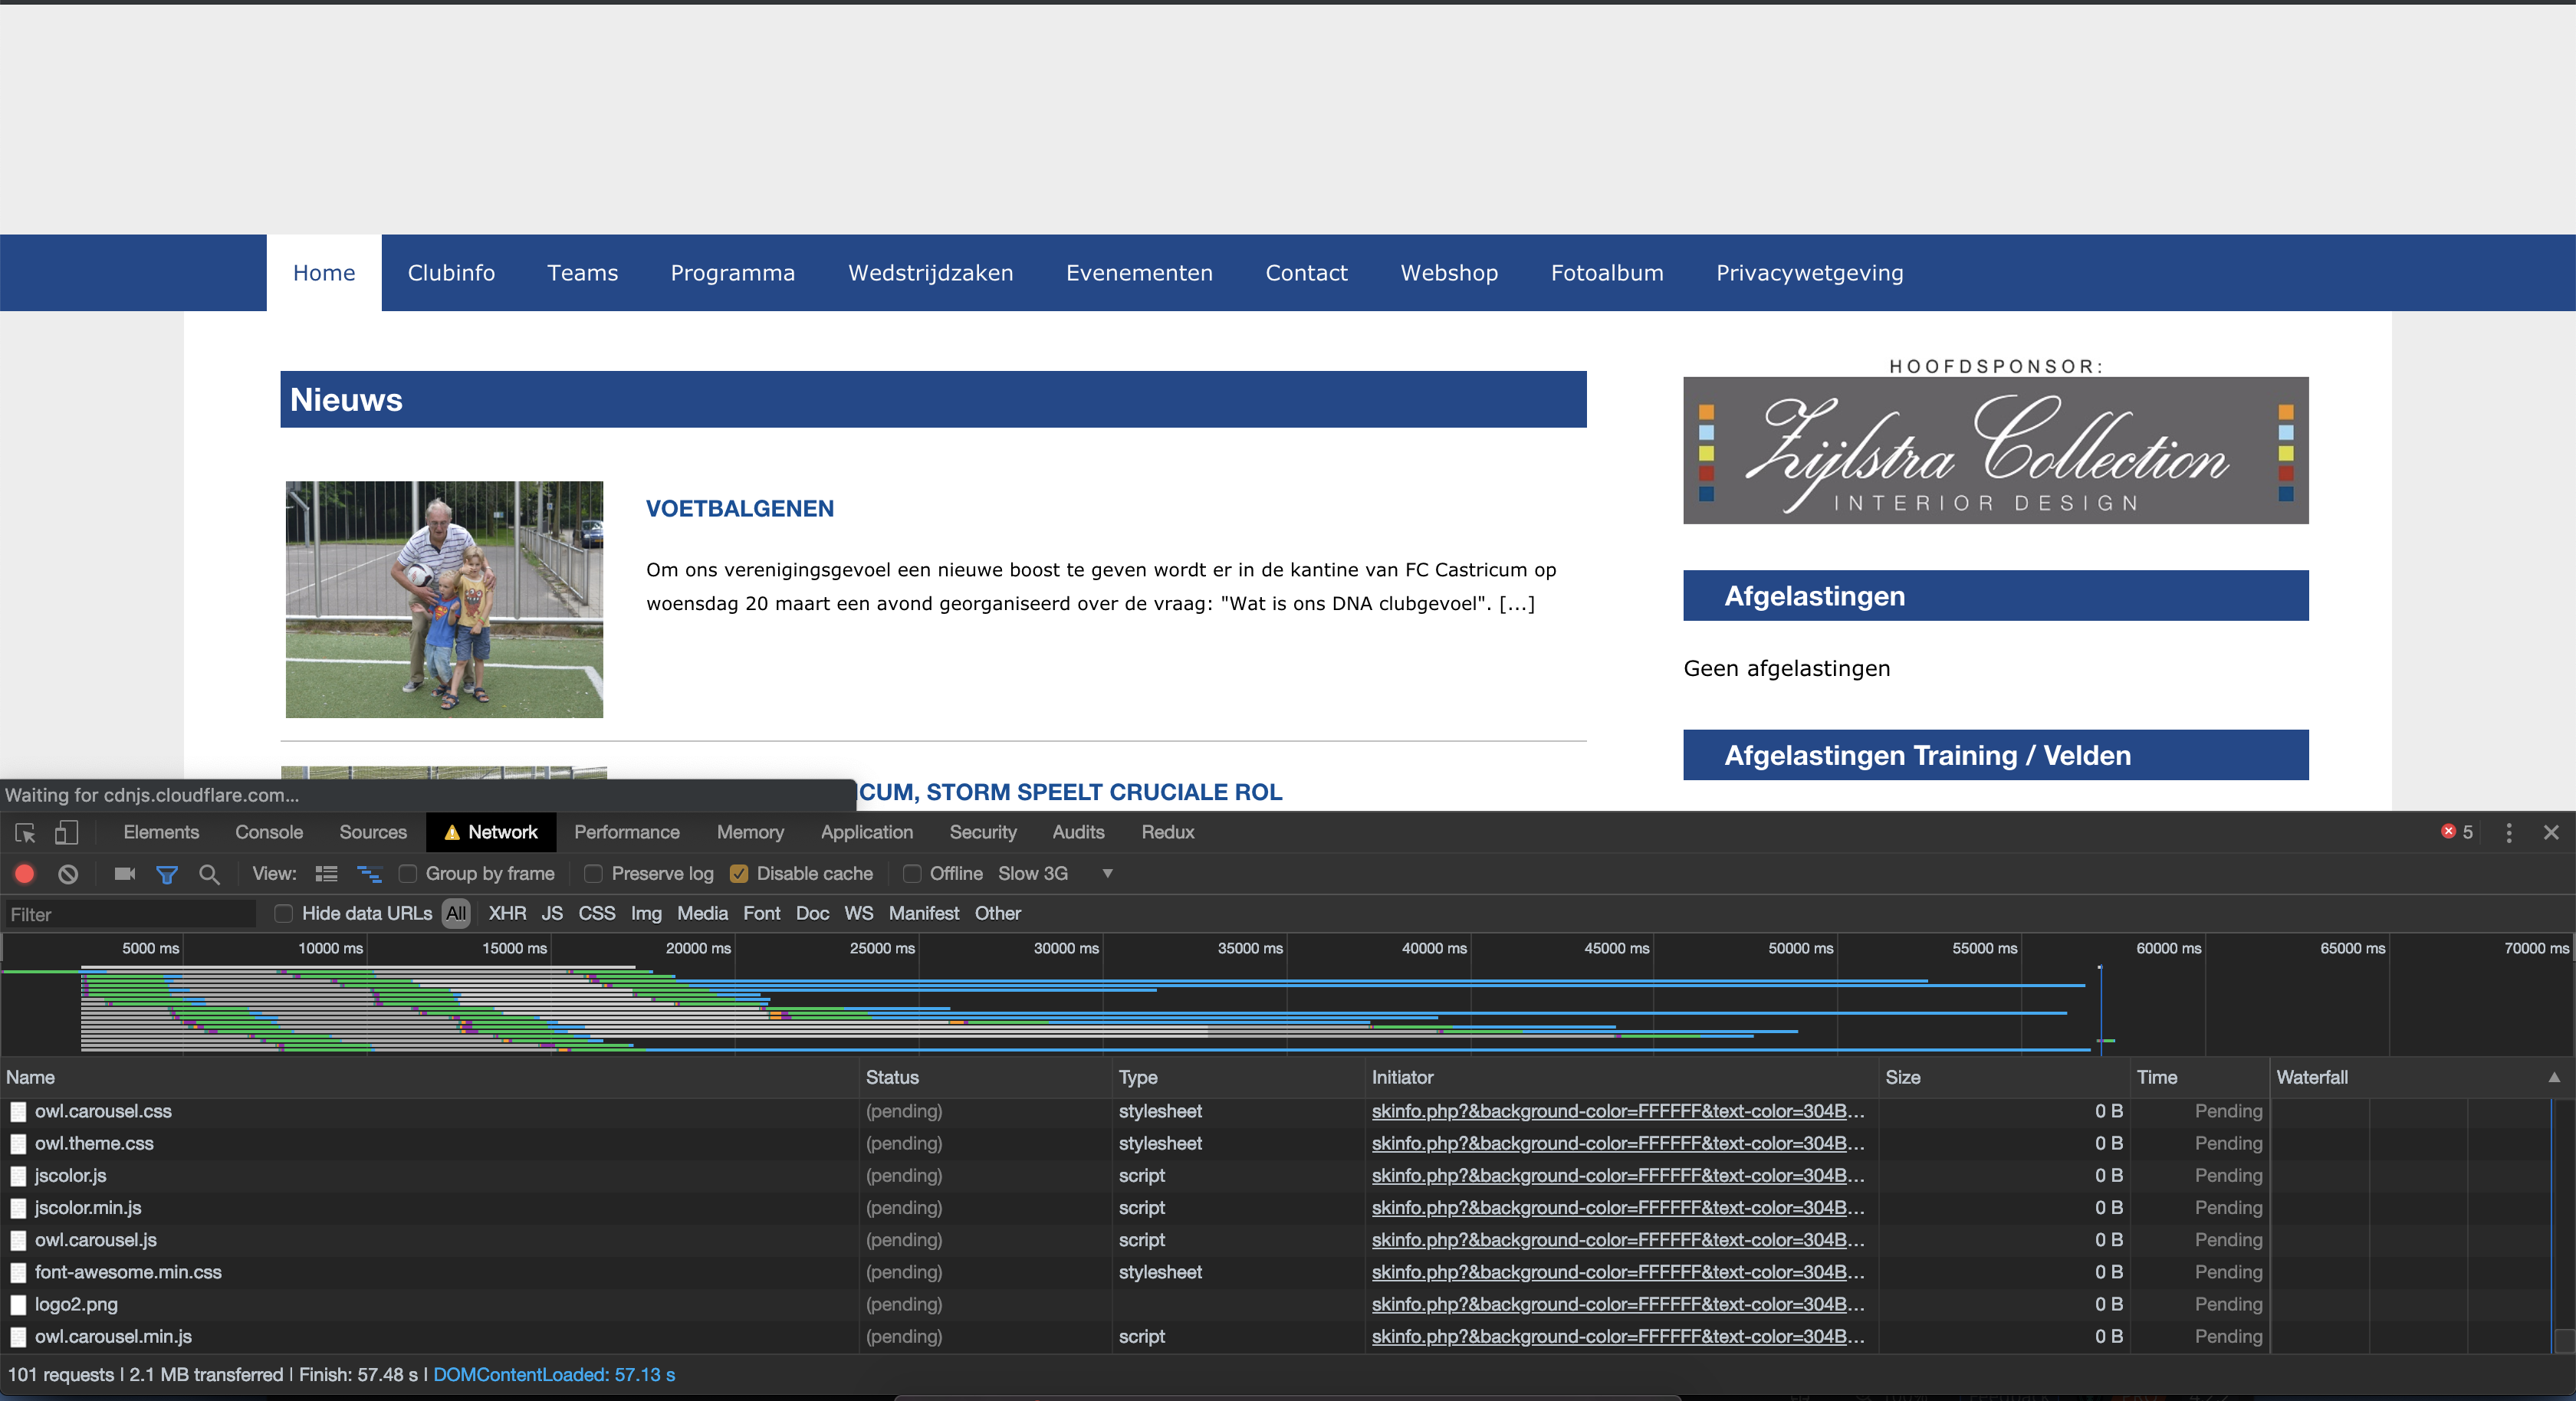 Home Clubinfo Teams Programma Wedstrijdzaken Evenementen Contact Webshop Fotoalbum Privacywetgeving
Nieuws
VOETBALGENEN
Om ons verenigingsgevoel een nieuwe boost te geven wordt er in de kantine van FC Castricum op
woensdag 20 maart een avond georganiseerd over de vraag: "Wat is ons DNA clubgevoel". [...]
ICUM, STORM SPEELT CRUCIALE ROL
HOOFDSPONSOR:
Zijlstra Collection
INTERIOR DESIGN
Afgelastingen
Geen afgelastingen
Afgelastingen Training / Velden
Waiting for cdnjs.cloudflare.com...
Elements Console Sources Network Performance Memory Application Security Audits Redux 5
View: Group by frame Preserve log Disable cache Offline Slow 3G
Filter Hide data URLs All XHR JS CSS Img Media Font Doc WS Manifest Other
5000 ms 10000 ms 15000 ms 20000 ms 25000 ms 30000 ms 35000 ms 40000 ms 45000 ms 50000 ms 55000 ms 60000 ms 65000 ms 70000 ms
Name Status Type Initiator Size Time Waterfall
owl.carousel.css (pending) stylesheet skinfo.php?&background-color=FFFFFF&text-color=304B... 0 B Pending
owl.theme.css (pending) stylesheet skinfo.php?&background-color=FFFFFF&text-color=304B... 0 B Pending
jscolor.js (pending) script skinfo.php?&background-color=FFFFFF&text-color=304B... 0 B Pending
jscolor.min.js (pending) script skinfo.php?&background-color=FFFFFF&text-color=304B... 0 B Pending
owl.carousel.js (pending) script skinfo.php?&background-color=FFFFFF&text-color=304B... 0 B Pending
font-awesome.min.css (pending) stylesheet skinfo.php?&background-color=FFFFFF&text-color=304B... 0 B Pending
logo2.png (pending) skinfo.php?&background-color=FFFFFF&text-color=304B... 0 B Pending
owl.carousel.min.js (pending) script skinfo.php?&background-color=FFFFFF&text-color=304B... 0 B Pending
101 requests | 2.1 MB transferred | Finish: 57.48 s | DOMContentLoaded: 57.13 s